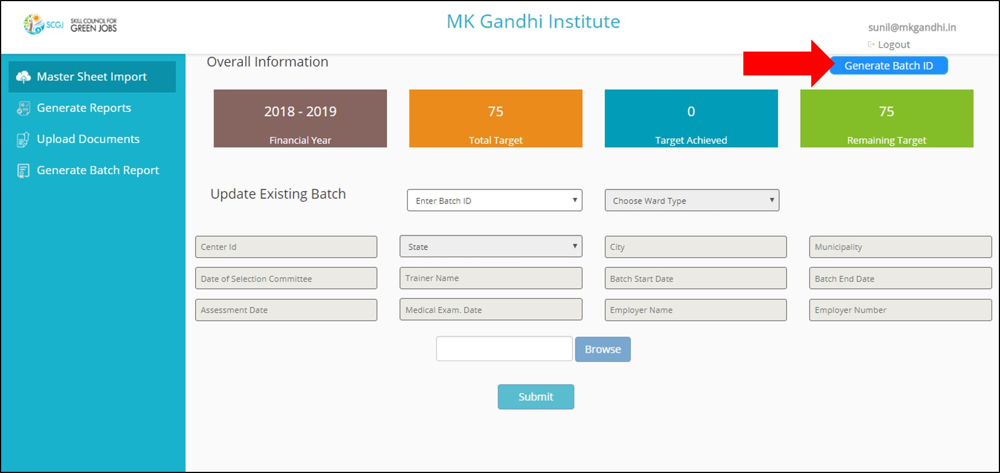 SCGJ
SKILL COUNCIL FOR
GREEN JOBS
MK Gandhi Institute
sunil@mkgandhi.in
Logout
Master Sheet Import
Generate Reports
Upload Documents
Generate Batch Report
Overall Information
Generate Batch ID
2018 - 2019
Financial Year
75
Total Target
0
Target Achieved
75
Remaining Target
Update Existing Batch
Enter Batch ID
Choose Ward Type
Center Id
State
City
Municipality
Date of Selection Committee
Trainer Name
Batch Start Date
Batch End Date
Assessment Date
Medical Exam. Date
Employer Name
Employer Number
Browse
Submit